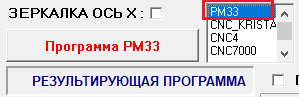 ЗЕРКАЛКА ОСЬ X :
PM33
CNC_KRISTA
CNC4
CNC7000
Программа PM33
РЕЗУЛЬТИРУЮЩАЯ ПРОГРАММА